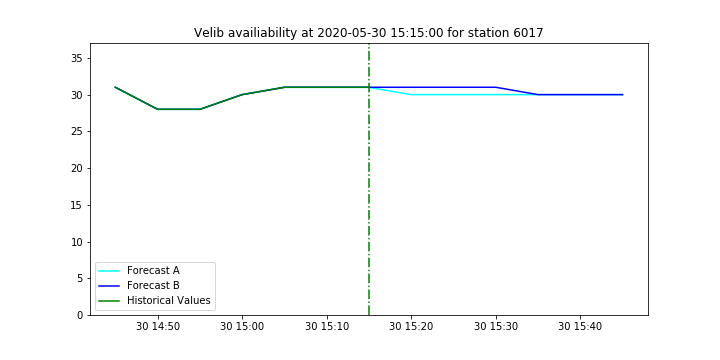 Velib availiability at 2020-05-30 15:15:00 for station 6017
35
30
25
20
15
10
5
0
Forecast A
Forecast B
Historical Values
30 14:50 30 15:00 30 15:10 30 15:20 30 15:30 30 15:40